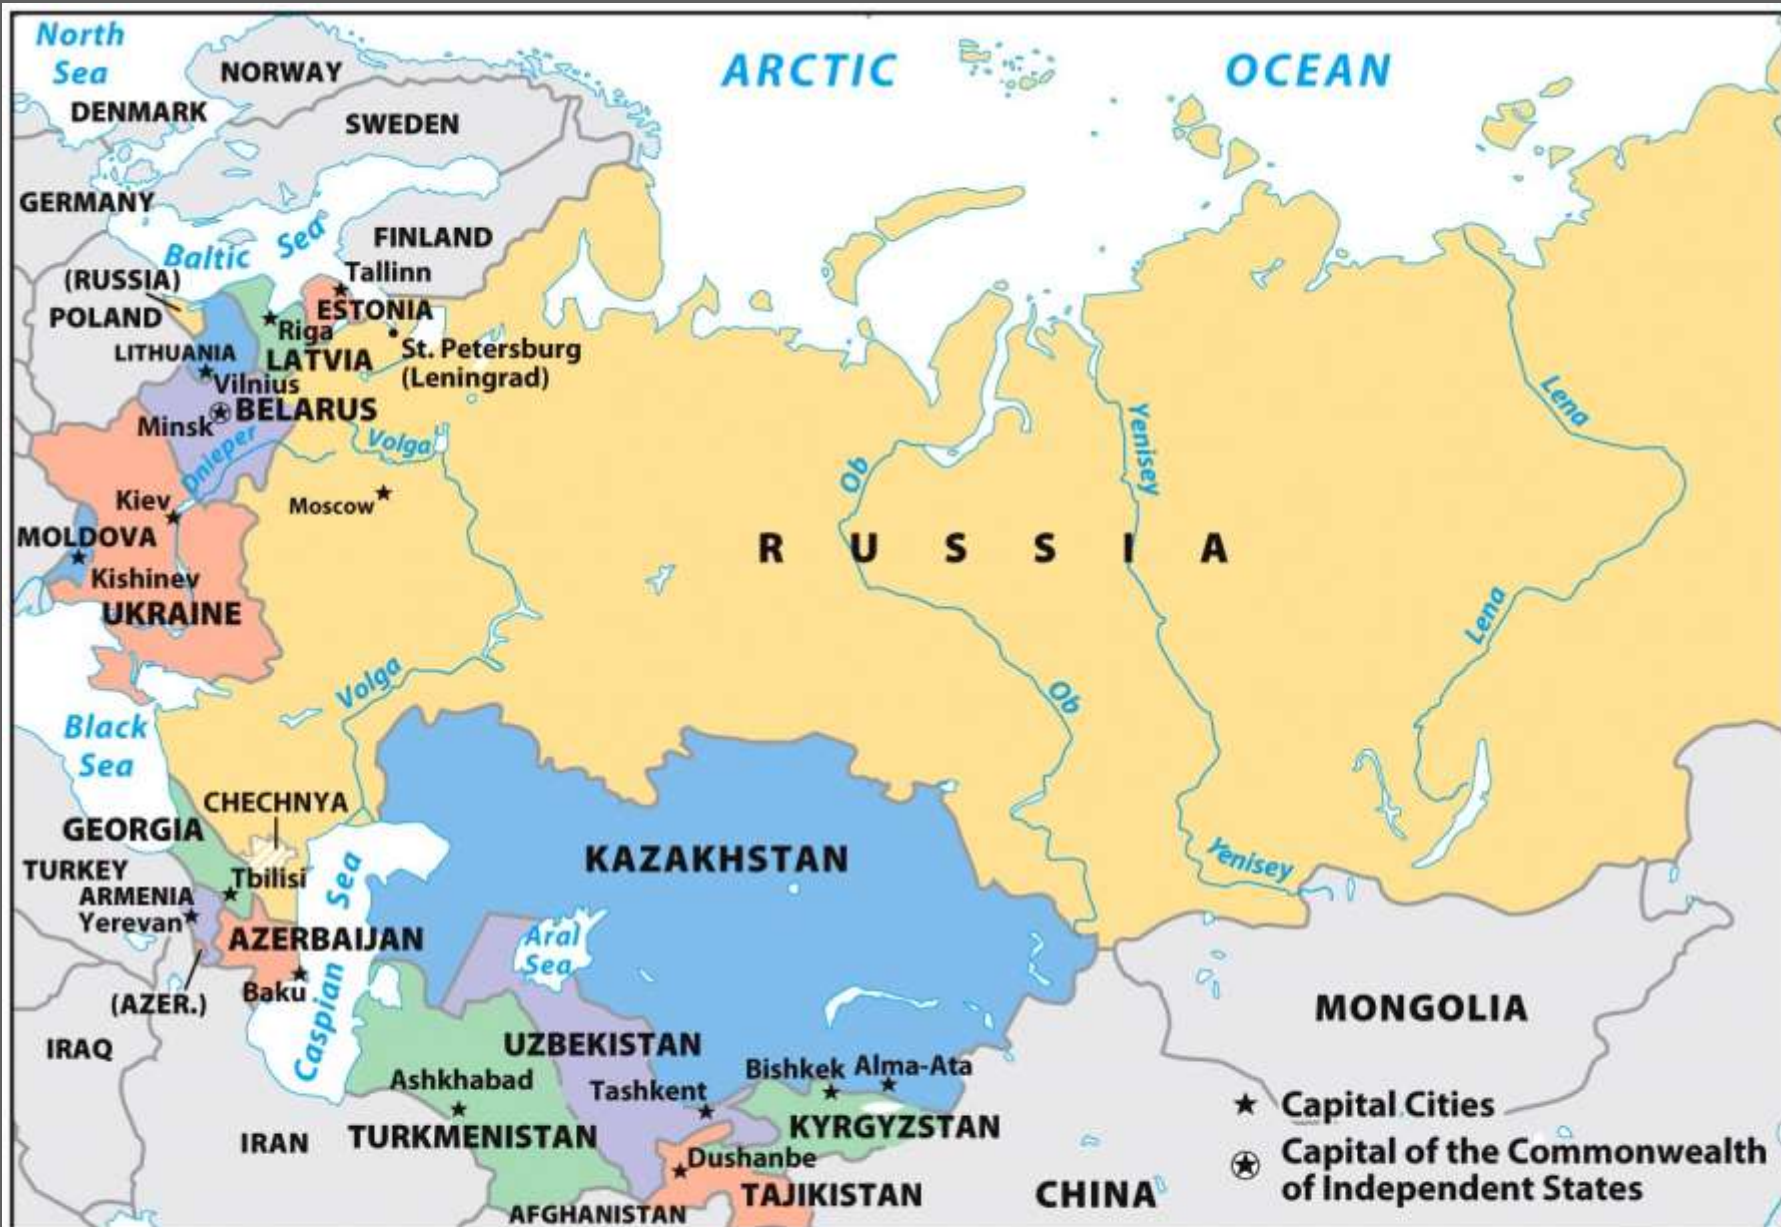 North
Sea
NORWAY
ARCTIC
OCEAN
DENMARK
SWEDEN
GERMANY
Baltic Sea
FINLAND
(RUSSIA)
Tallinn
POLAND
ESTONIA
Riga
LITHUANIA
LATVIA
St. Petersburg
(Leningrad)
Vilnius
BELARUS
Minsk
Dnieper
Volga
Ob
Yenisey
Lena
Kiev
Moscow
MOLDOVA
RUSSIA
Kishinev
UKRAINE
Lena
Volga
Ob
Black
Sea
CHECHNYA
GEORGIA
KAZAKHSTAN
Yenisey
TURKEY
Tbilisi
ARMENIA
Yerevan
AZERBAIJAN
Caspian Sea
Aral
Sea
Baku
(AZER.)
MONGOLIA
IRAQ
UZBEKISTAN
Bishkek
Alma-Ata
Ashkhabad
Tashkent
Capital Cities
KYRGYZSTAN
IRAN
TURKMENISTAN
Dushanbe
Capital of the Commonwealth
of Independent States
TAJIKISTAN
CHINA
AFGHANISTAN